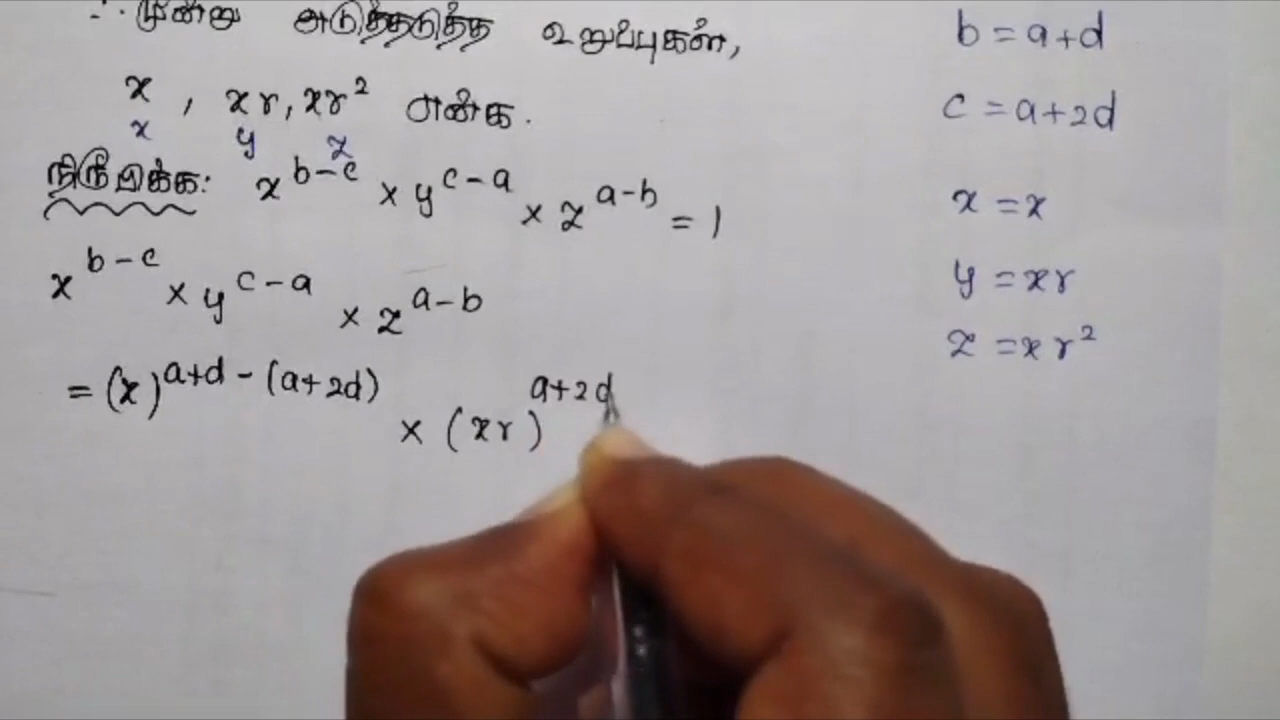 ∴ மூன்று அடுத்தடுத்த உறுப்புகள்,
x , xr, xr² என்க.
x y z
நிரூபிக்க: x^(b-c) × y^(c-a) × z^(a-b) = 1
x^(b-c) × y^(c-a) × z^(a-b)
= (x)^(a+d-(a+2d)) × (xr)^(a+2d
b = a+d
c = a+2d
x = x
y = xr
z = xr²